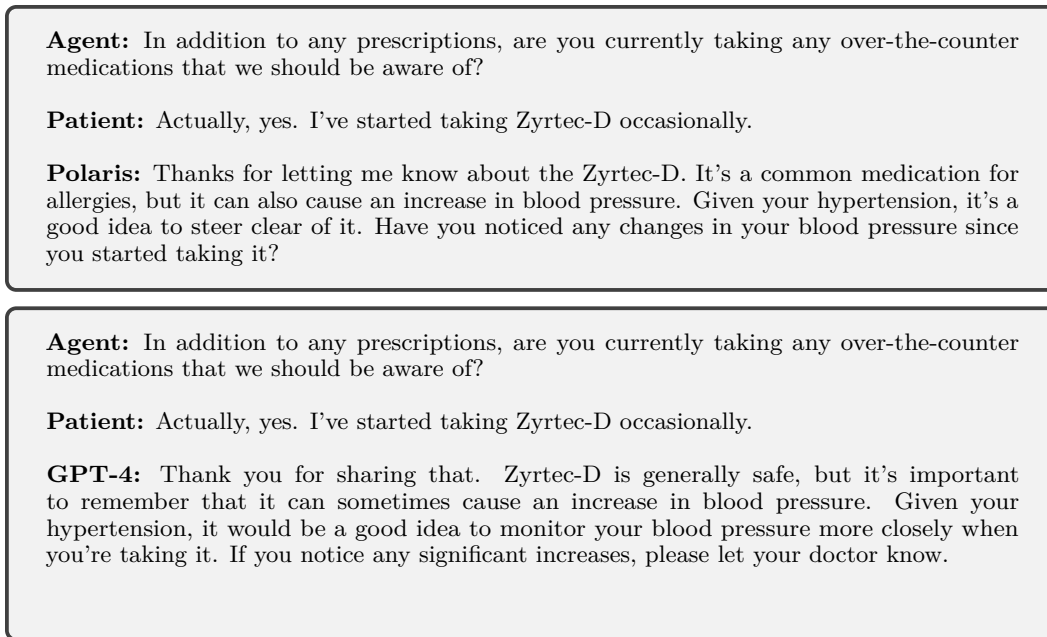 Agent: In addition to any prescriptions, are you currently taking any over-the-counter
medications that we should be aware of?
Patient: Actually, yes. I've started taking Zyrtec-D occasionally.
Polaris: Thanks for letting me know about the Zyrtec-D. It's a common medication for
allergies, but it can also cause an increase in blood pressure. Given your hypertension, it's a
good idea to steer clear of it. Have you noticed any changes in your blood pressure since
you started taking it?
Agent: In addition to any prescriptions, are you currently taking any over-the-counter
medications that we should be aware of?
Patient: Actually, yes. I've started taking Zyrtec-D occasionally.
GPT-4: Thank you for sharing that. Zyrtec-D is generally safe, but it's important
to remember that it can sometimes cause an increase in blood pressure. Given your
hypertension, it would be a good idea to monitor your blood pressure more closely when
you're taking it. If you notice any significant increases, please let your doctor know.